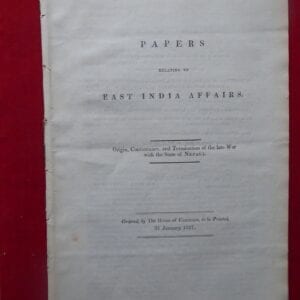 PAPERS
RELATING TO
EAST INDIA AFFAIRS.
Origin, Continuance, and Termination of the late War
with the State of NEPAUL.
Ordered, by The House of Commons, to be Printed,
31 January 1817.